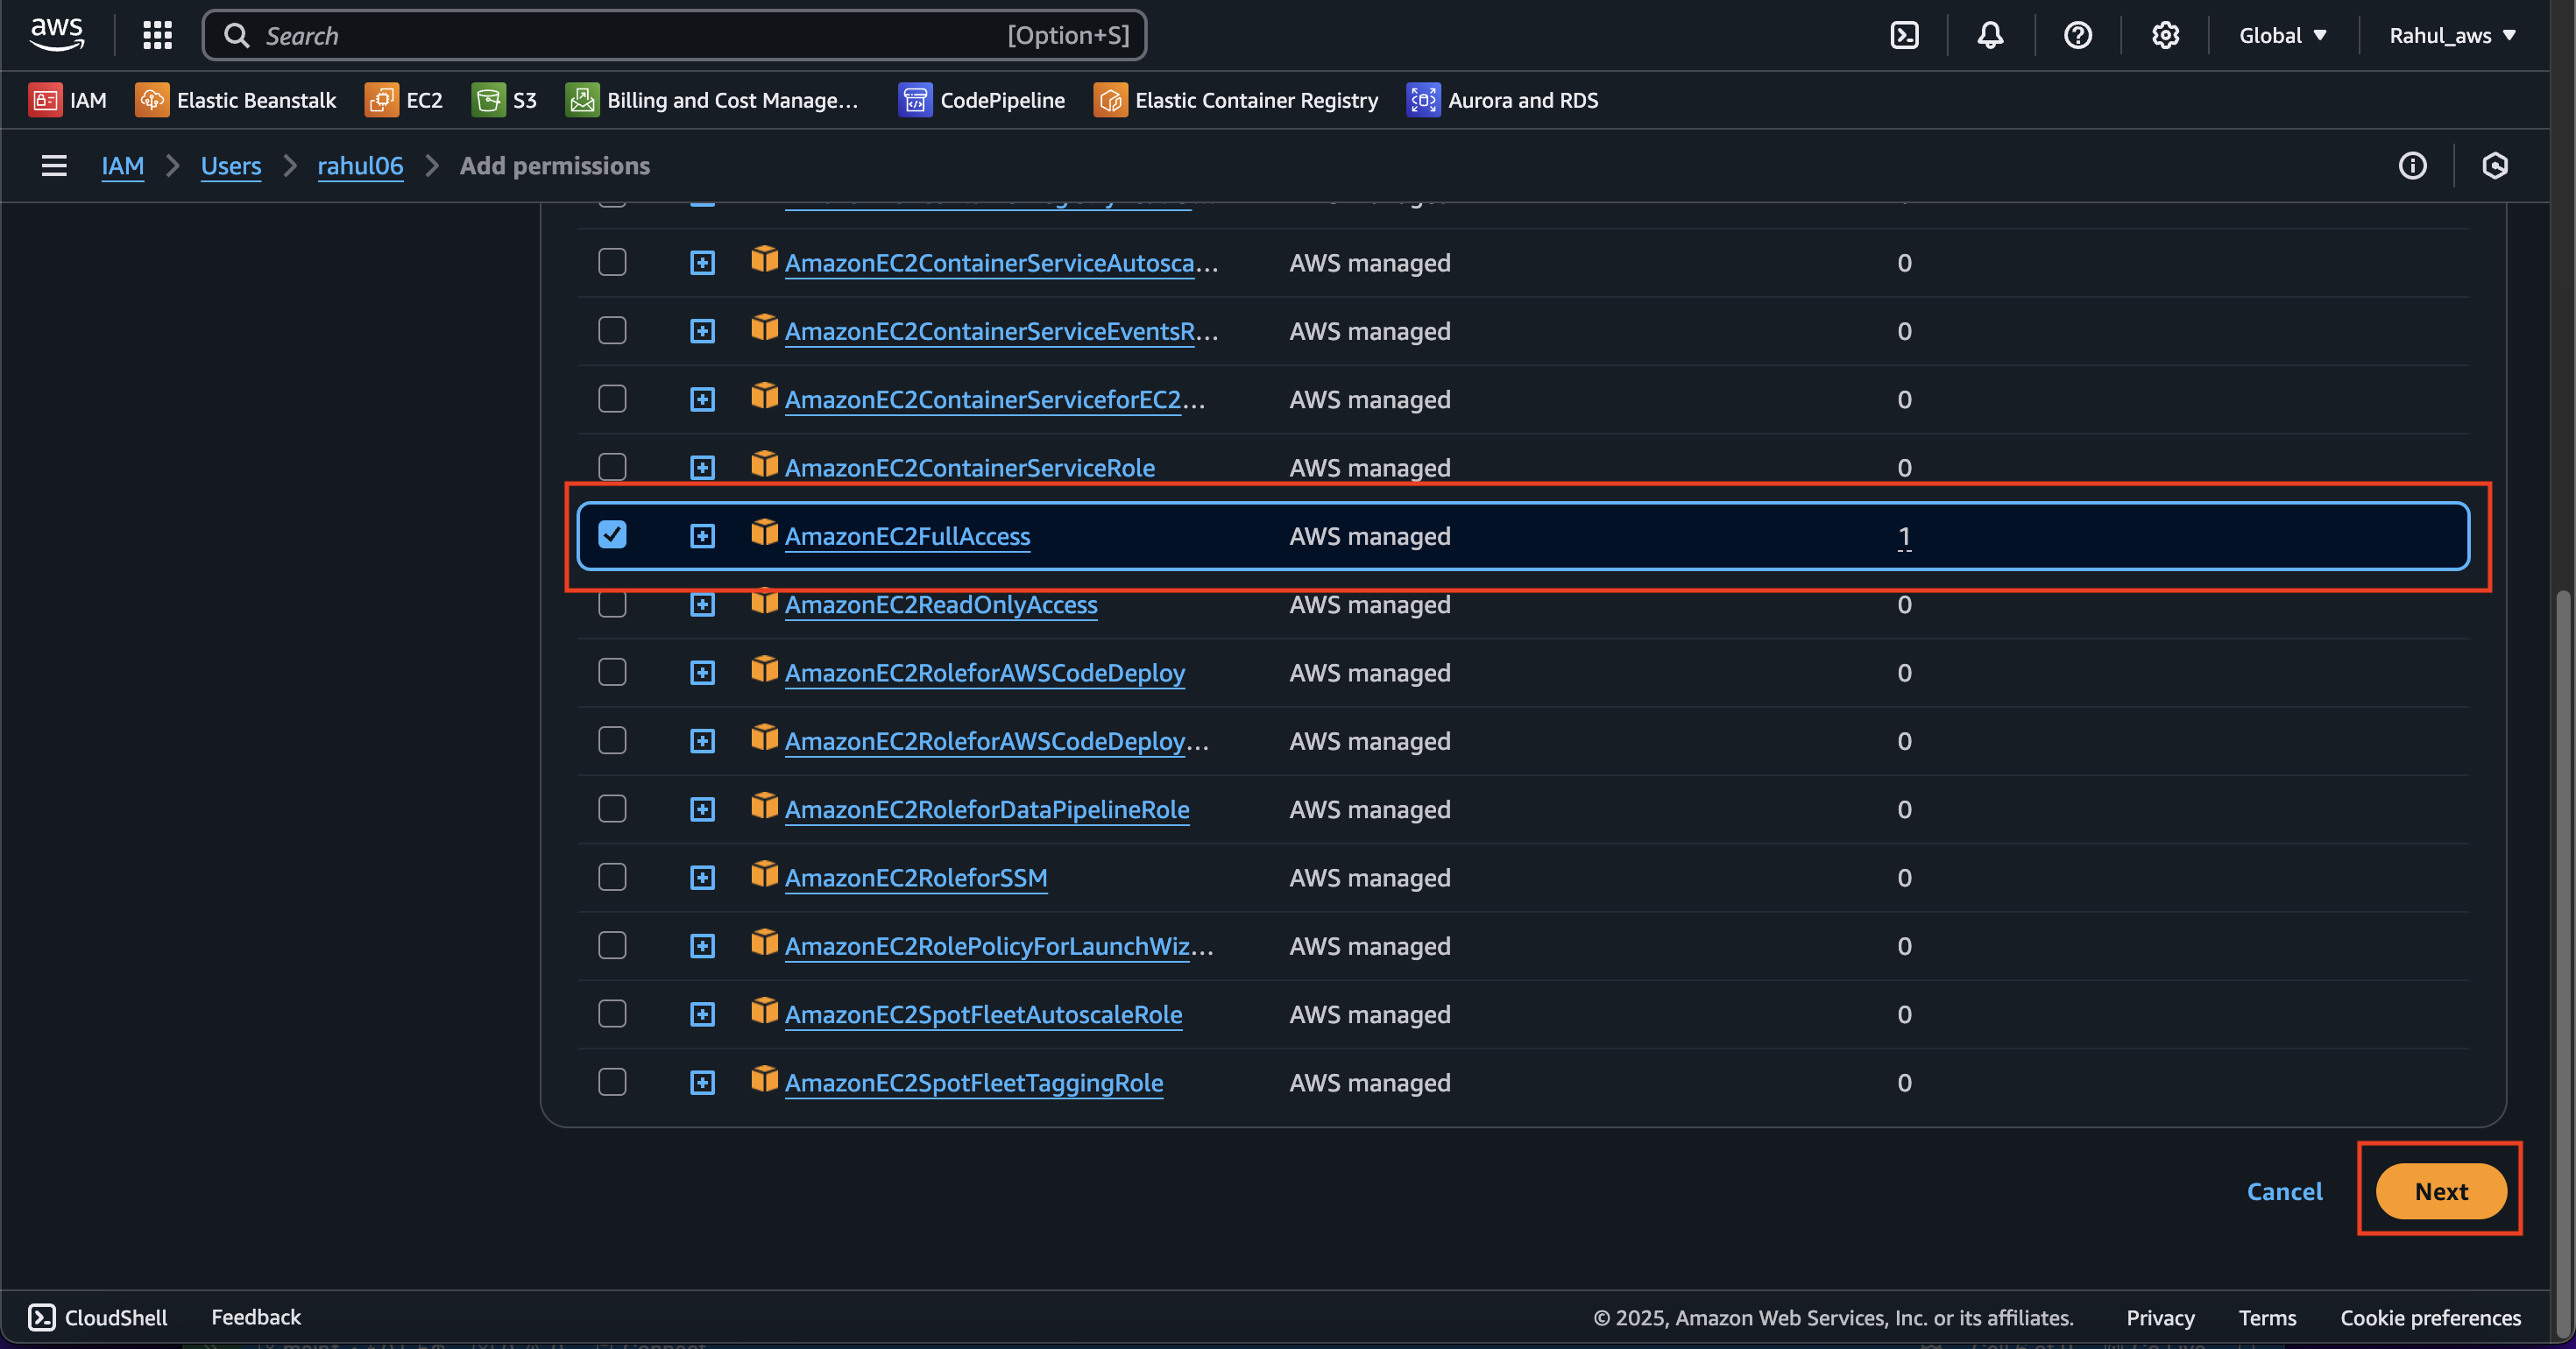 aws Search [Option+S] Global Rahul_aws
IAM Elastic Beanstalk EC2 S3 Billing and Cost Manage... CodePipeline Elastic Container Registry Aurora and RDS
IAM Users rahul06 Add permissions
AmazonEC2ContainerServiceAutosca... AWS managed 0
AmazonEC2ContainerServiceEventsR... AWS managed 0
AmazonEC2ContainerServiceforEC2... AWS managed 0
AmazonEC2ContainerServiceRole AWS managed 0
AmazonEC2FullAccess AWS managed 1
AmazonEC2ReadOnlyAccess AWS managed 0
AmazonEC2RoleforAWSCodeDeploy AWS managed 0
AmazonEC2RoleforAWSCodeDeploy... AWS managed 0
AmazonEC2RoleforDataPipelineRole AWS managed 0
AmazonEC2RoleforSSM AWS managed 0
AmazonEC2RolePolicyForLaunchWiz... AWS managed 0
AmazonEC2SpotFleetAutoscaleRole AWS managed 0
AmazonEC2SpotFleetTaggingRole AWS managed 0
Cancel Next
CloudShell Feedback © 2025, Amazon Web Services, Inc. or its affiliates. Privacy Terms Cookie preferences